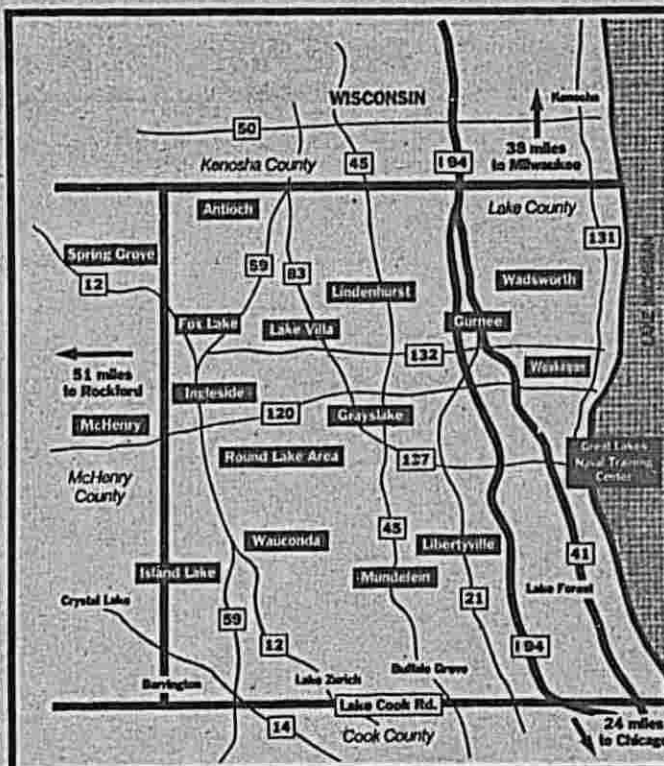 WISCONSIN
Kenosha
50
38 miles
to Milwaukee
Kenosha County
45
I 94
Antioch
Lake County
131
Spring Grove
59
83
12
Lindenhurst
Wadsworth
LAKE MICHIGAN
Fox Lake
Lake Villa
Gurnee
132
51 miles
to Rockford
Waukegan
Ingleside
McHenry
120
Grayslake
Round Lake Area
137
Great Lakes
Naval Training
Center
McHenry
County
45
Wauconda
Libertyville
41
Island Lake
Mundelein
Crystal Lake
59
21
Lake Forest
12
I 94
Barrington
Lake Zurich
Buffalo Grove
Lake Cook Rd.
14
Cook County
24 miles
to Chicago